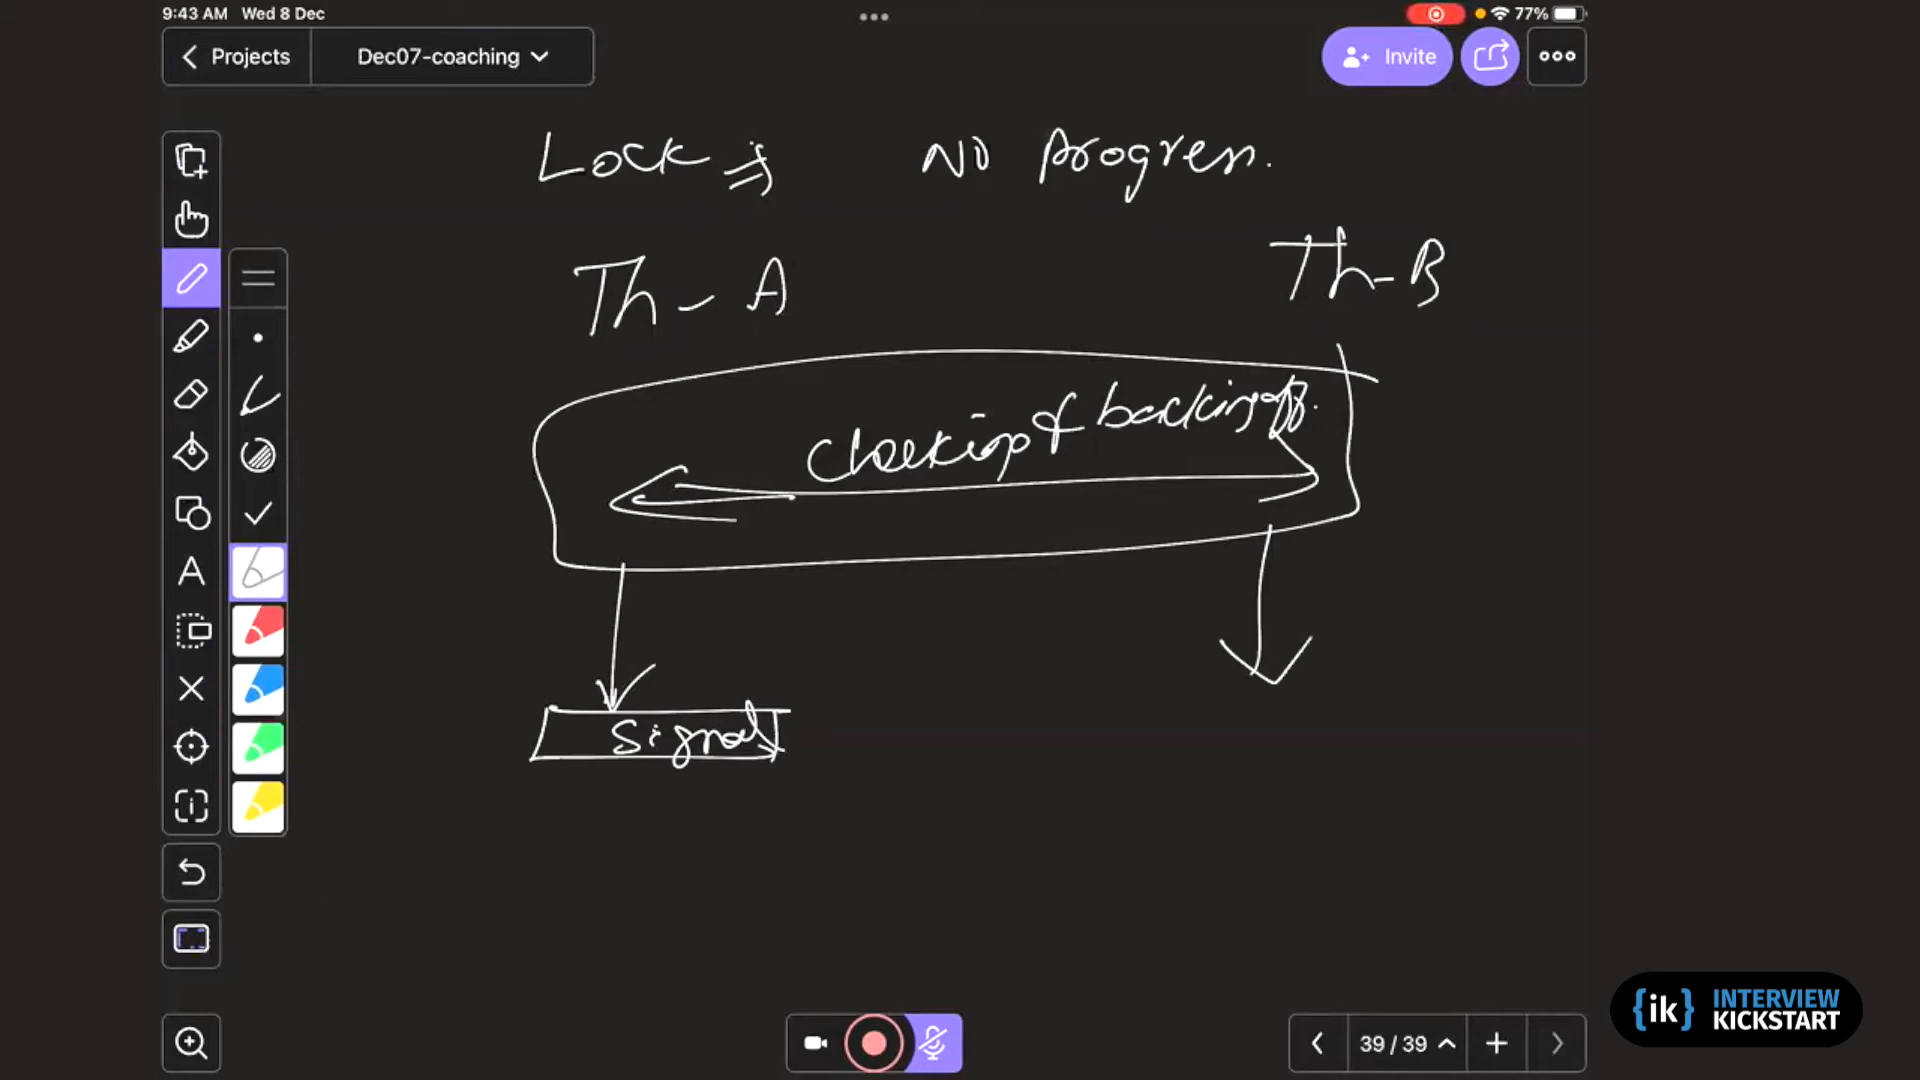 9:43 AM Wed 8 Dec
77%
Projects
Dec07-coaching
Invite
Lock ⇒ No Progress.
Th - A
Th-B
Checking & backing off.
Signal
A
39 / 39
{ik} INTERVIEW
KICKSTART